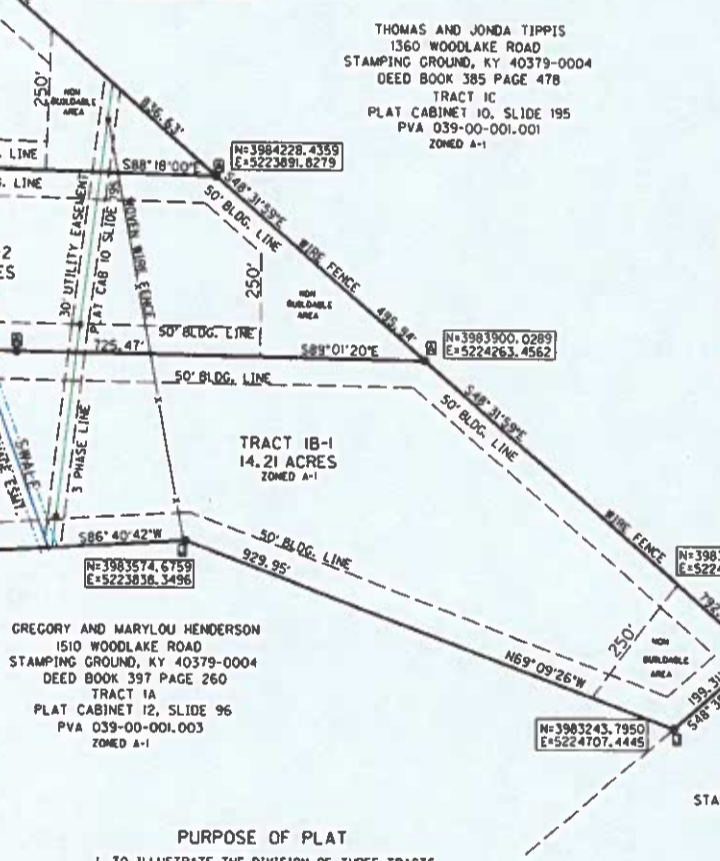 THOMAS AND JONDA TIPPIS
1360 WOODLAKE ROAD
STAMPING GROUND, KY 40379-0004
DEED BOOK 385 PAGE 478
TRACT 1C
PLAT CABINET 10, SLIDE 195
PVA 039-00-001.001
ZONED A-1
250'
NON
BUILDABLE
AREA
836.63'
LINE
S88°18'00"E
N=3984228.4359
E=5223891.8279
LINE
S48°31'59"E
50' BLDG. LINE
WIRE FENCE
30' UTILITY EASEMENT
PLAT CAB 10 SLIDE 195
WOVEN WIRE FENCE
250'
NON
BUILDABLE
AREA
495.84'
50' BLDG. LINE
725.47'
S89°01'20"E
N=3983900.0289
E=5224263.4562
50' BLDG. LINE
S48°31'59"E
50' BLDG. LINE
3 PHASE LINE
SWALE
TRACT 1B-1
14.21 ACRES
ZONED A-1
WIRE FENCE
S86°40'42"W
50' BLDG. LINE
929.95'
N=3983574.6759
E=5223838.3496
250'
NON
BUILDABLE
AREA
N69°09'26"W
199.31'
GREGORY AND MARYLOU HENDERSON
1510 WOODLAKE ROAD
STAMPING GROUND, KY 40379-0004
DEED BOOK 397 PAGE 260
TRACT 1A
PLAT CABINET 12, SLIDE 96
PVA 039-00-001.003
ZONED A-1
N=3983243.7950
E=5224707.4445
STA
PURPOSE OF PLAT